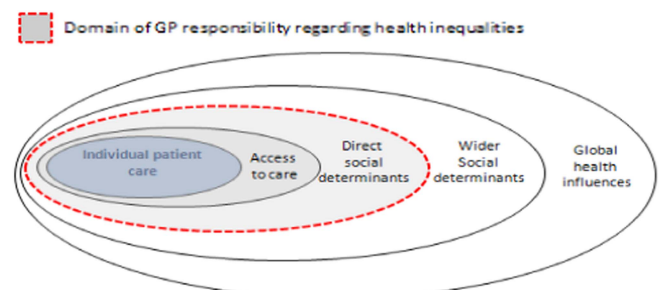 Domain of GP responsibility regarding health inequalities
Individual patient
care
Access
to care
Direct
social
determinants
Wider
Social
determinants
Global
health
influences